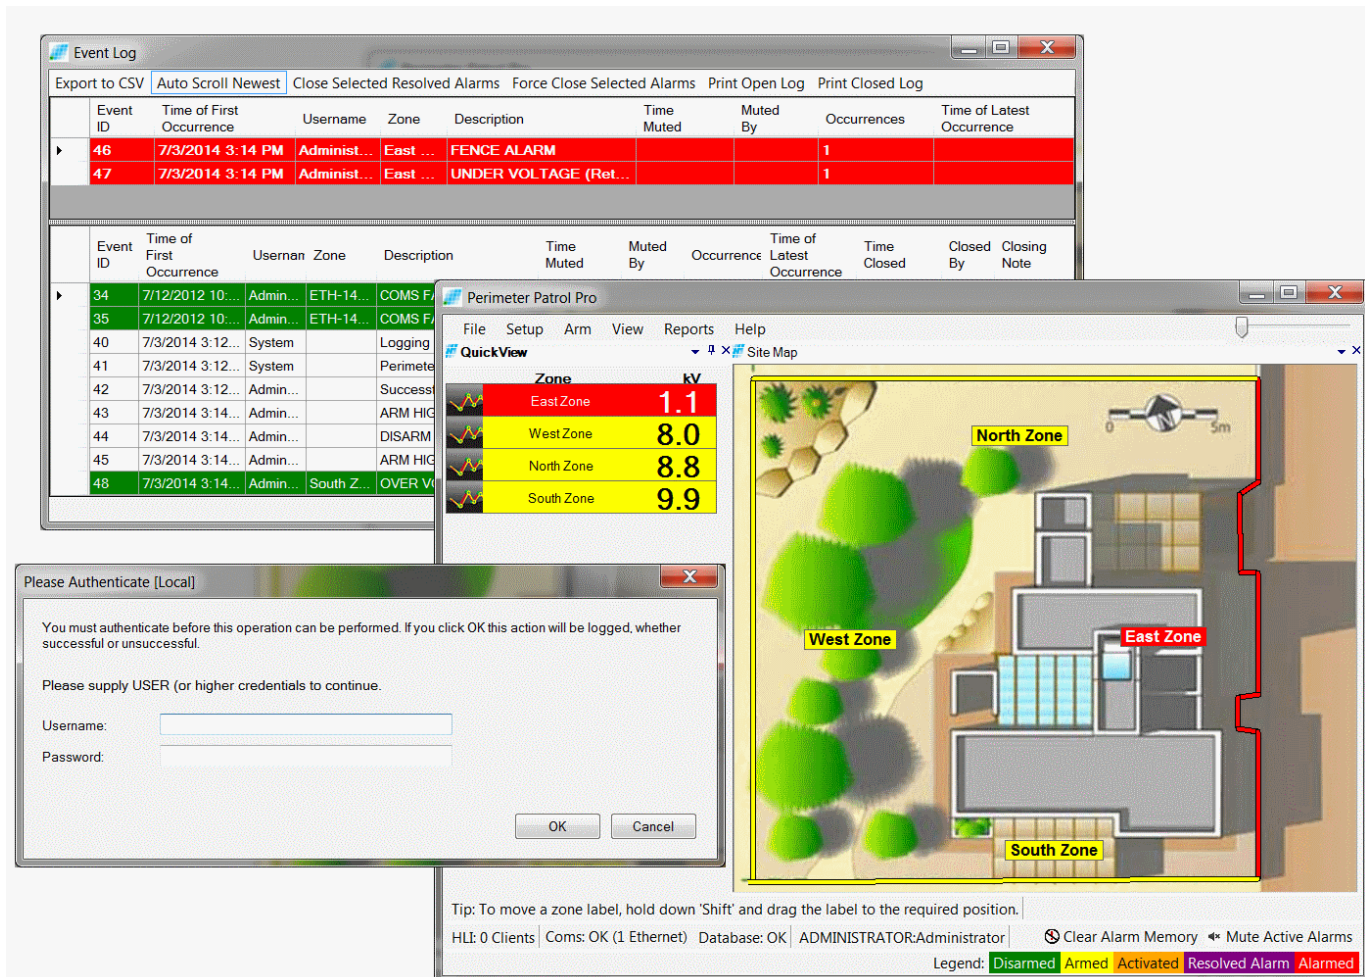 Event Log
Export to CSV Auto Scroll Newest Close Selected Resolved Alarms Force Close Selected Alarms Print Open Log Print Closed Log
Event ID Time of First Occurrence Username Zone Description Time Muted Muted By Occurrences Time of Latest Occurrence
46 7/3/2014 3:14 PM Administ... East ... FENCE ALARM 1
47 7/3/2014 3:14 PM Administ... East ... UNDER VOLTAGE (Ret... 1
Event ID Time of First Occurrence Usernan Zone Description Time Muted Muted By Occurrence Time of Latest Occurrence Time Closed Closed By Closing Note
34 7/12/2012 10:... Admin... ETH-14... COMS FA
35 7/12/2012 10:... Admin... ETH-14... COMS FA
40 7/3/2014 3:12... System Logging
41 7/3/2014 3:12... System Perimete
42 7/3/2014 3:12... Admin... Success
43 7/3/2014 3:14... Admin... ARM HIG
44 7/3/2014 3:14... Admin... DISARM
45 7/3/2014 3:14... Admin... ARM HIG
48 7/3/2014 3:14... Admin... South Z... OVER VO
Perimeter Patrol Pro
File Setup Arm View Reports Help
QuickView
Site Map
Zone kV
East Zone 1.1
West Zone 8.0
North Zone 8.8
South Zone 9.9
0 N 5m
North Zone
West Zone
East Zone
South Zone
Tip: To move a zone label, hold down 'Shift' and drag the label to the required position.
HLI: 0 Clients Coms: OK (1 Ethernet) Database: OK ADMINISTRATOR:Administrator Clear Alarm Memory Mute Active Alarms
Legend: Disarmed Armed Activated Resolved Alarm Alarmed
Please Authenticate [Local]
You must authenticate before this operation can be performed. If you click OK this action will be logged, whether
successful or unsuccessful.
Please supply USER (or higher credentials to continue.
Username:
Password:
OK Cancel